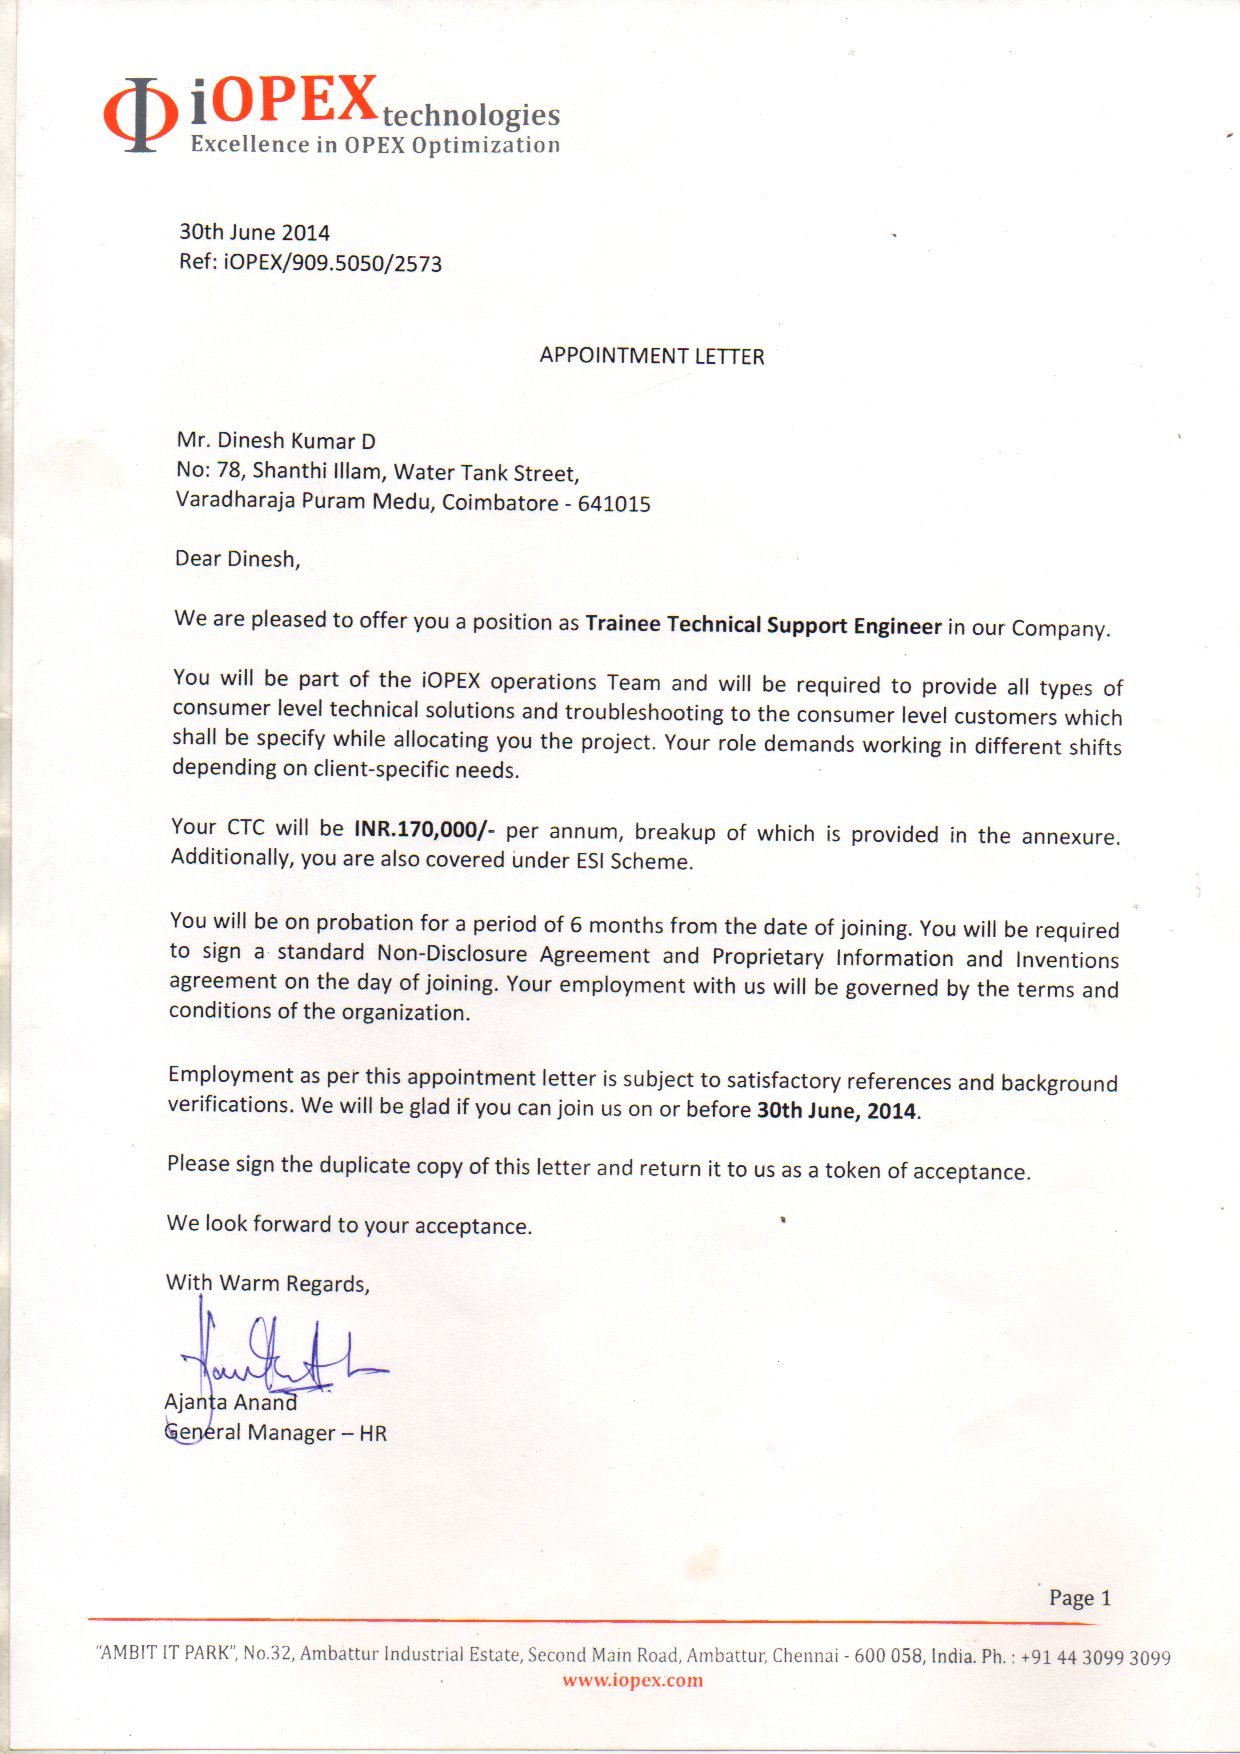 iOPEX technologies
Excellence in OPEX Optimization
30th June 2014
Ref: iOPEX/909.5050/2573
APPOINTMENT LETTER
Mr. Dinesh Kumar D
No: 78, Shanthi Illam, Water Tank Street,
Varadharaja Puram Medu, Coimbatore - 641015
Dear Dinesh,
We are pleased to offer you a position as Trainee Technical Support Engineer in our Company.
You will be part of the iOPEX operations Team and will be required to provide all types of
consumer level technical solutions and troubleshooting to the consumer level customers which
shall be specify while allocating you the project. Your role demands working in different shifts
depending on client-specific needs.
Your CTC will be INR.170,000/- per annum, breakup of which is provided in the annexure.
Additionally, you are also covered under ESI Scheme.
You will be on probation for a period of 6 months from the date of joining. You will be required
to sign a standard Non-Disclosure Agreement and Proprietary Information and Inventions
agreement on the day of joining. Your employment with us will be governed by the terms and
conditions of the organization.
Employment as per this appointment letter is subject to satisfactory references and background
verifications. We will be glad if you can join us on or before 30th June, 2014.
Please sign the duplicate copy of this letter and return it to us as a token of acceptance.
We look forward to your acceptance.
With Warm Regards,
Ajanta Anand
General Manager – HR
Page 1
"AMBIT IT PARK", No.32, Ambattur Industrial Estate, Second Main Road, Ambattur, Chennai - 600 058, India. Ph. : +91 44 3099 3099
www.iopex.com